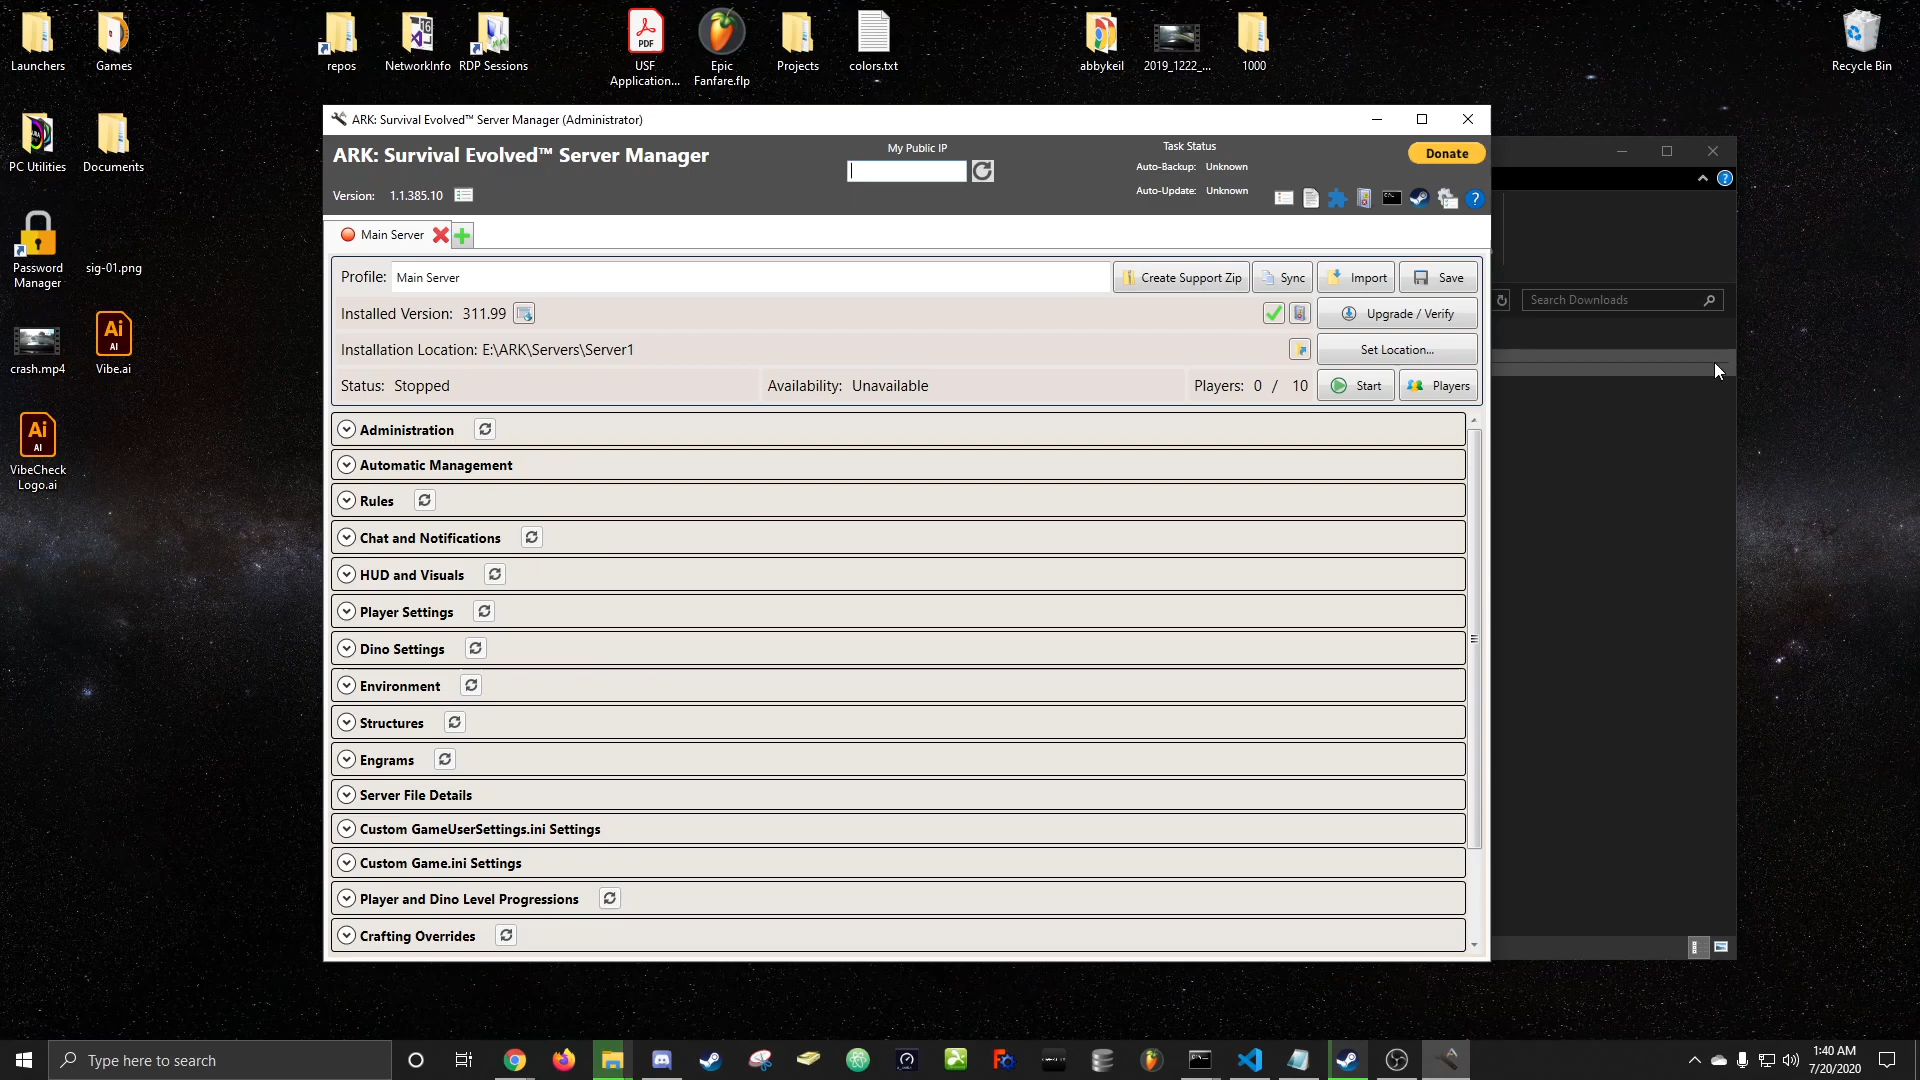 Launchers
Games
repos
NetworkInfo
RDP Sessions
USF
Application...
Epic
Fanfare.flp
Projects
colors.txt
abbykeil
2019_1222_...
1000
Recycle Bin
PC Utilities
Documents
Password
Manager
sig-01.png
crash.mp4
Vibe.ai
VibeCheck
Logo.ai
ARK: Survival Evolved™ Server Manager (Administrator)
ARK: Survival Evolved™ Server Manager
My Public IP
Task Status
Auto-Backup: Unknown
Auto-Update: Unknown
Donate
Version: 1.1.385.10
Main Server
Profile: Main Server
Create Support Zip
Sync
Import
Save
Installed Version: 311.99
Upgrade / Verify
Installation Location: E:\ARK\Servers\Server1
Set Location...
Status: Stopped
Availability: Unavailable
Players: 0 / 10
Start
Players
Administration
Automatic Management
Rules
Chat and Notifications
HUD and Visuals
Player Settings
Dino Settings
Environment
Structures
Engrams
Server File Details
Custom GameUserSettings.ini Settings
Custom Game.ini Settings
Player and Dino Level Progressions
Crafting Overrides
Search Downloads
Type here to search
1:40 AM
7/20/2020